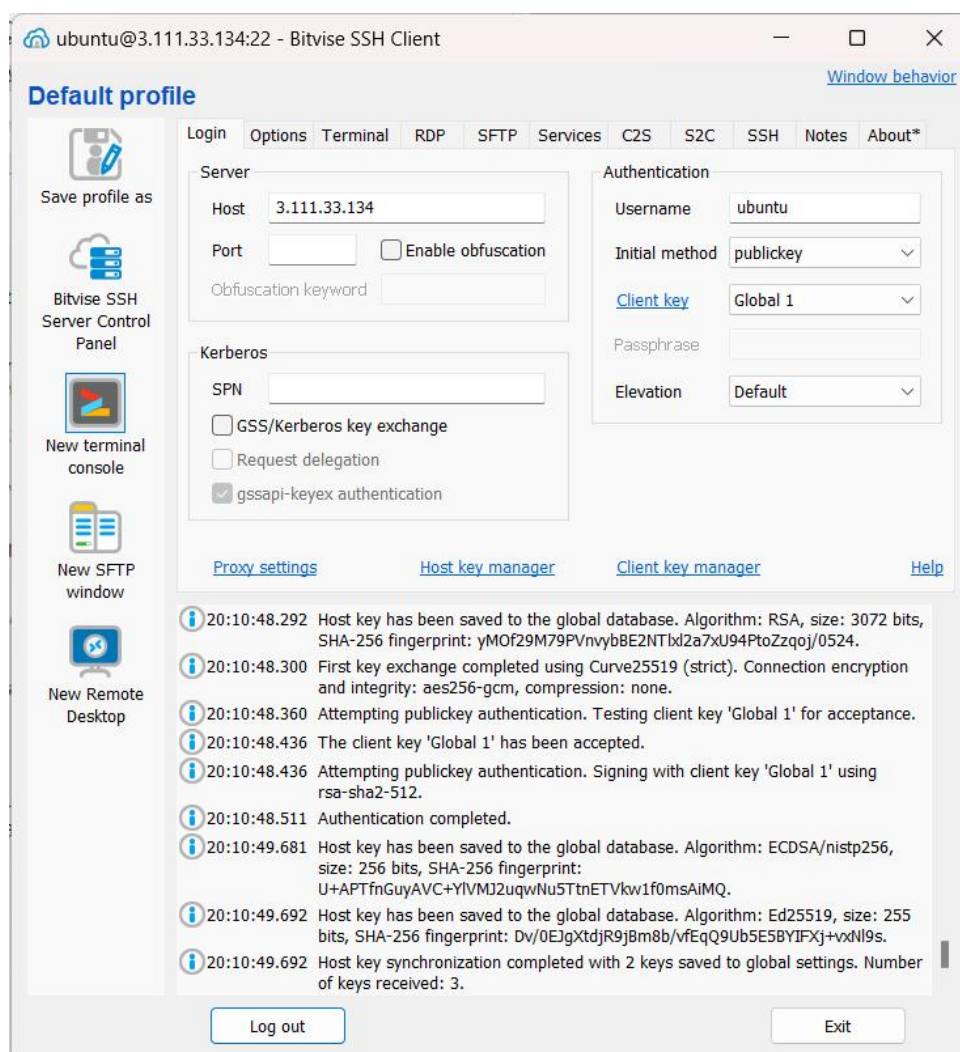 ubuntu@3.111.33.134:22 - Bitvise SSH Client
Window behavior
Default profile
Save profile as
Bitvise SSH
Server Control
Panel
New terminal
console
New SFTP
window
New Remote
Desktop
Login Options Terminal RDP SFTP Services C2S S2C SSH Notes About*
Server
Host 3.111.33.134
Port Enable obfuscation
Obfuscation keyword
Kerberos
SPN
GSS/Kerberos key exchange
Request delegation
gssapi-keyex authentication
Authentication
Username ubuntu
Initial method publickey
Client key Global 1
Passphrase
Elevation Default
Proxy settings Host key manager Client key manager Help
20:10:48.292 Host key has been saved to the global database. Algorithm: RSA, size: 3072 bits,
SHA-256 fingerprint: yMOf29M79PVnvybBE2NTlxl2a7xU94PtoZzqoj/0524.
20:10:48.300 First key exchange completed using Curve25519 (strict). Connection encryption
and integrity: aes256-gcm, compression: none.
20:10:48.360 Attempting publickey authentication. Testing client key 'Global 1' for acceptance.
20:10:48.436 The client key 'Global 1' has been accepted.
20:10:48.436 Attempting publickey authentication. Signing with client key 'Global 1' using
rsa-sha2-512.
20:10:48.511 Authentication completed.
20:10:49.681 Host key has been saved to the global database. Algorithm: ECDSA/nistp256,
size: 256 bits, SHA-256 fingerprint:
U+APTfnGuyAVC+YlVMJ2uqwNu5TtnETVkw1f0msAiMQ.
20:10:49.692 Host key has been saved to the global database. Algorithm: Ed25519, size: 255
bits, SHA-256 fingerprint: Dv/0EJgXtdjR9jBm8b/vfEqQ9Ub5E5BYIFXj+vxNl9s.
20:10:49.692 Host key synchronization completed with 2 keys saved to global settings. Number
of keys received: 3.
Log out Exit